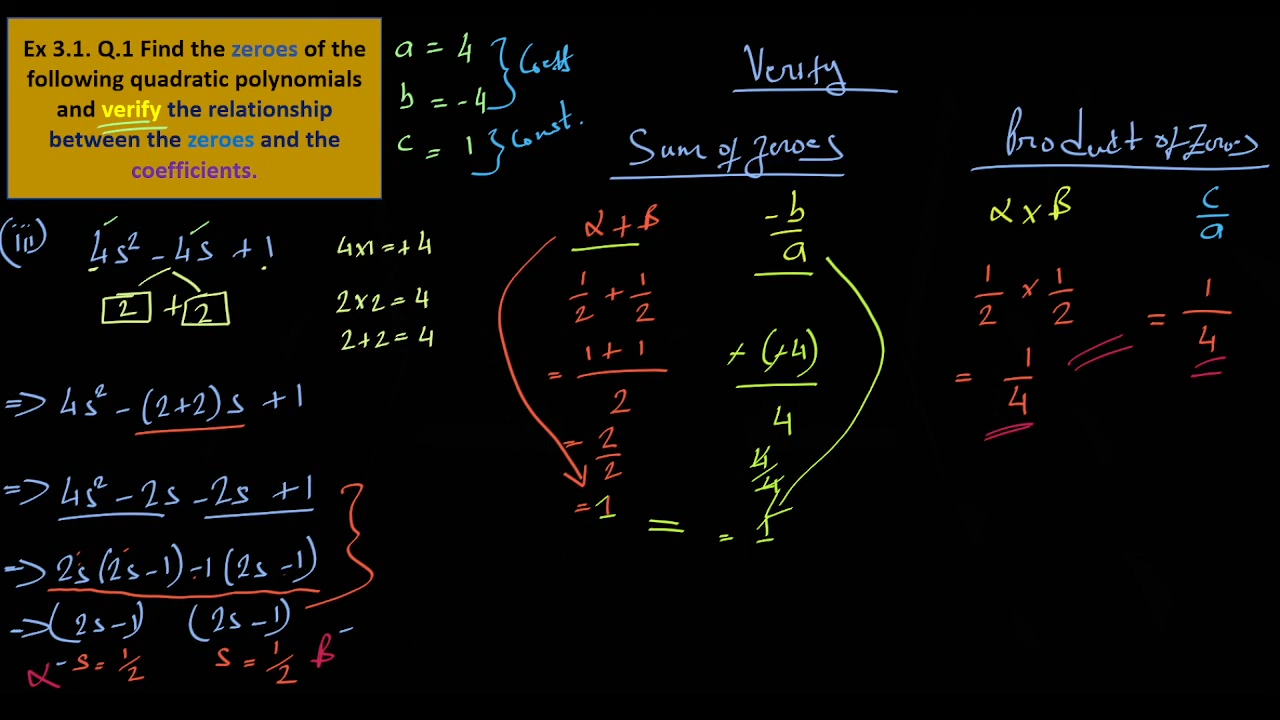 Ex 3.1. Q.1 Find the zeroes of the
following quadratic polynomials
and verify the relationship
between the zeroes and the
coefficients.
a = 4
b = -4
Coeff
c = 1
Const.
(iii) 4s² - 4s + 1
2 + 2
4×1 = +4
2×2 = 4
2+2 = 4
=> 4s² - (2+2)s + 1
=> 4s² - 2s - 2s + 1
=> 2s(2s-1) -1(2s-1)
=> (2s-1) (2s-1)
α - s = 1/2 s = 1/2 β -
Verify
Sum of zeroes
α + β
1/2 + 1/2
= 1 + 1 / 2
= 2/2
= 1
-b/a
-(-4) / 4
4/4
= 1
=
Product of Zeroes
α × β
1/2 × 1/2
= 1/4
c/a
= 1/4